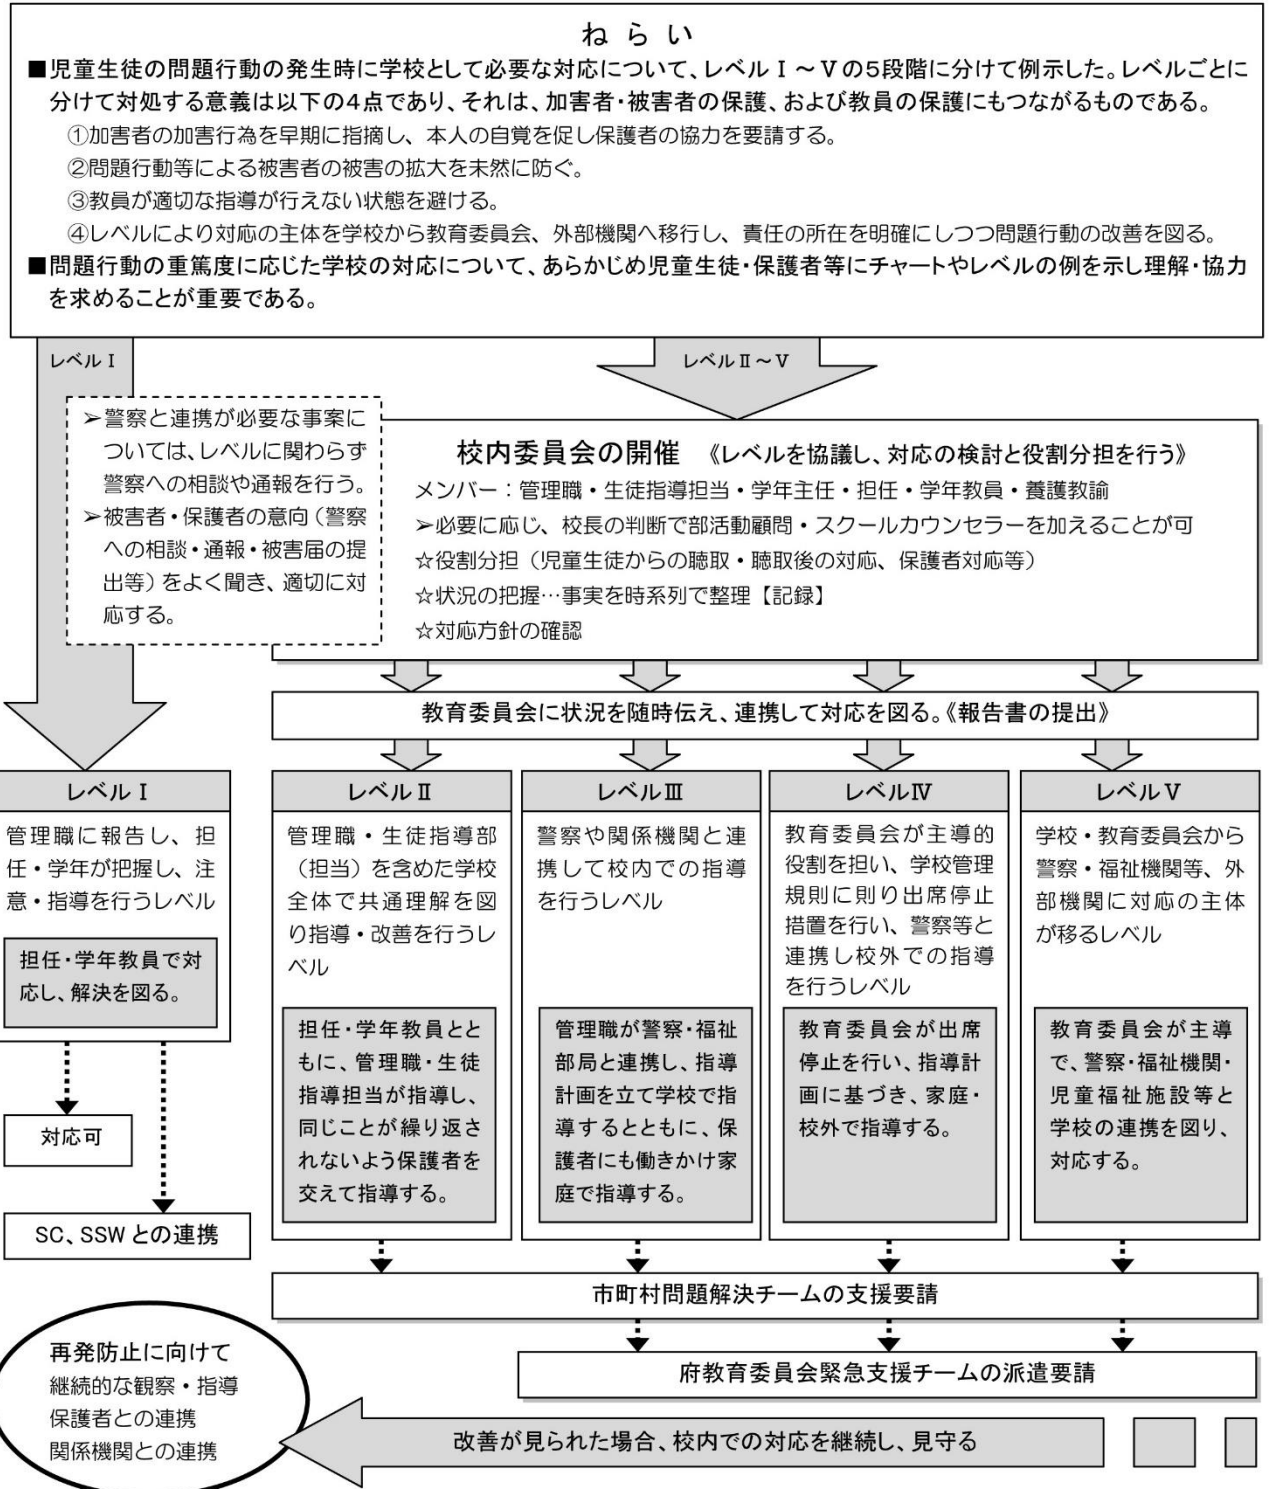 ねらい
■児童生徒の問題行動の発生時に学校として必要な対応について、レベルⅠ～Ⅴの5段階に分けて例示した。レベルごとに
分けて対処する意義は以下の4点であり、それは、加害者・被害者の保護、および教員の保護にもつながるものである。
①加害者の加害行為を早期に指摘し、本人の自覚を促し保護者の協力を要請する。
②問題行動等による被害者の被害の拡大を未然に防ぐ。
③教員が適切な指導が行えない状態を避ける。
④レベルにより対応の主体を学校から教育委員会、外部機関へ移行し、責任の所在を明確にしつつ問題行動の改善を図る。
■問題行動の重篤度に応じた学校の対応について、あらかじめ児童生徒・保護者等にチャートやレベルの例を示し理解・協力
を求めることが重要である。
レベルⅠ
レベルⅡ～Ⅴ
➢警察と連携が必要な事案に
ついては、レベルに関わらず
警察への相談や通報を行う。
➢被害者・保護者の意向（警察
への相談・通報・被害届の提
出等）をよく聞き、適切に対
応する。
校内委員会の開催 《レベルを協議し、対応の検討と役割分担を行う》
メンバー：管理職・生徒指導担当・学年主任・担任・学年教員・養護教諭
➢必要に応じ、校長の判断で部活動顧問・スクールカウンセラーを加えることが可
☆役割分担（児童生徒からの聴取・聴取後の対応、保護者対応等）
☆状況の把握…事実を時系列で整理【記録】
☆対応方針の確認
教育委員会に状況を随時伝え、連携して対応を図る。《報告書の提出》
レベルⅠ
管理職に報告し、担
任・学年が把握し、注
意・指導を行うレベル
担任・学年教員で対
応し、解決を図る。
対応可
SC、SSWとの連携
レベルⅡ
管理職・生徒指導部
（担当）を含めた学校
全体で共通理解を図
り指導・改善を行うレ
ベル
担任・学年教員とと
もに、管理職・生徒
指導担当が指導し、
同じことが繰り返さ
れないよう保護者を
交えて指導する。
レベルⅢ
警察や関係機関と連
携して校内での指導
を行うレベル
管理職が警察・福祉
部局と連携し、指導
計画を立て学校で指
導するとともに、保
護者にも働きかけ家
庭で指導する。
レベルⅣ
教育委員会が主導的
役割を担い、学校管理
規則に則り出席停止
措置を行い、警察等と
連携し校外での指導
を行うレベル
教育委員会が出席
停止を行い、指導計
画に基づき、家庭・
校外で指導する。
レベルⅤ
学校・教育委員会から
警察・福祉機関等、外
部機関に対応の主体
が移るレベル
教育委員会が主導
で、警察・福祉機関・
児童福祉施設等と
学校の連携を図り、
対応する。
市町村問題解決チームの支援要請
府教育委員会緊急支援チームの派遣要請
再発防止に向けて
継続的な観察・指導
保護者との連携
関係機関との連携
改善が見られた場合、校内での対応を継続し、見守る